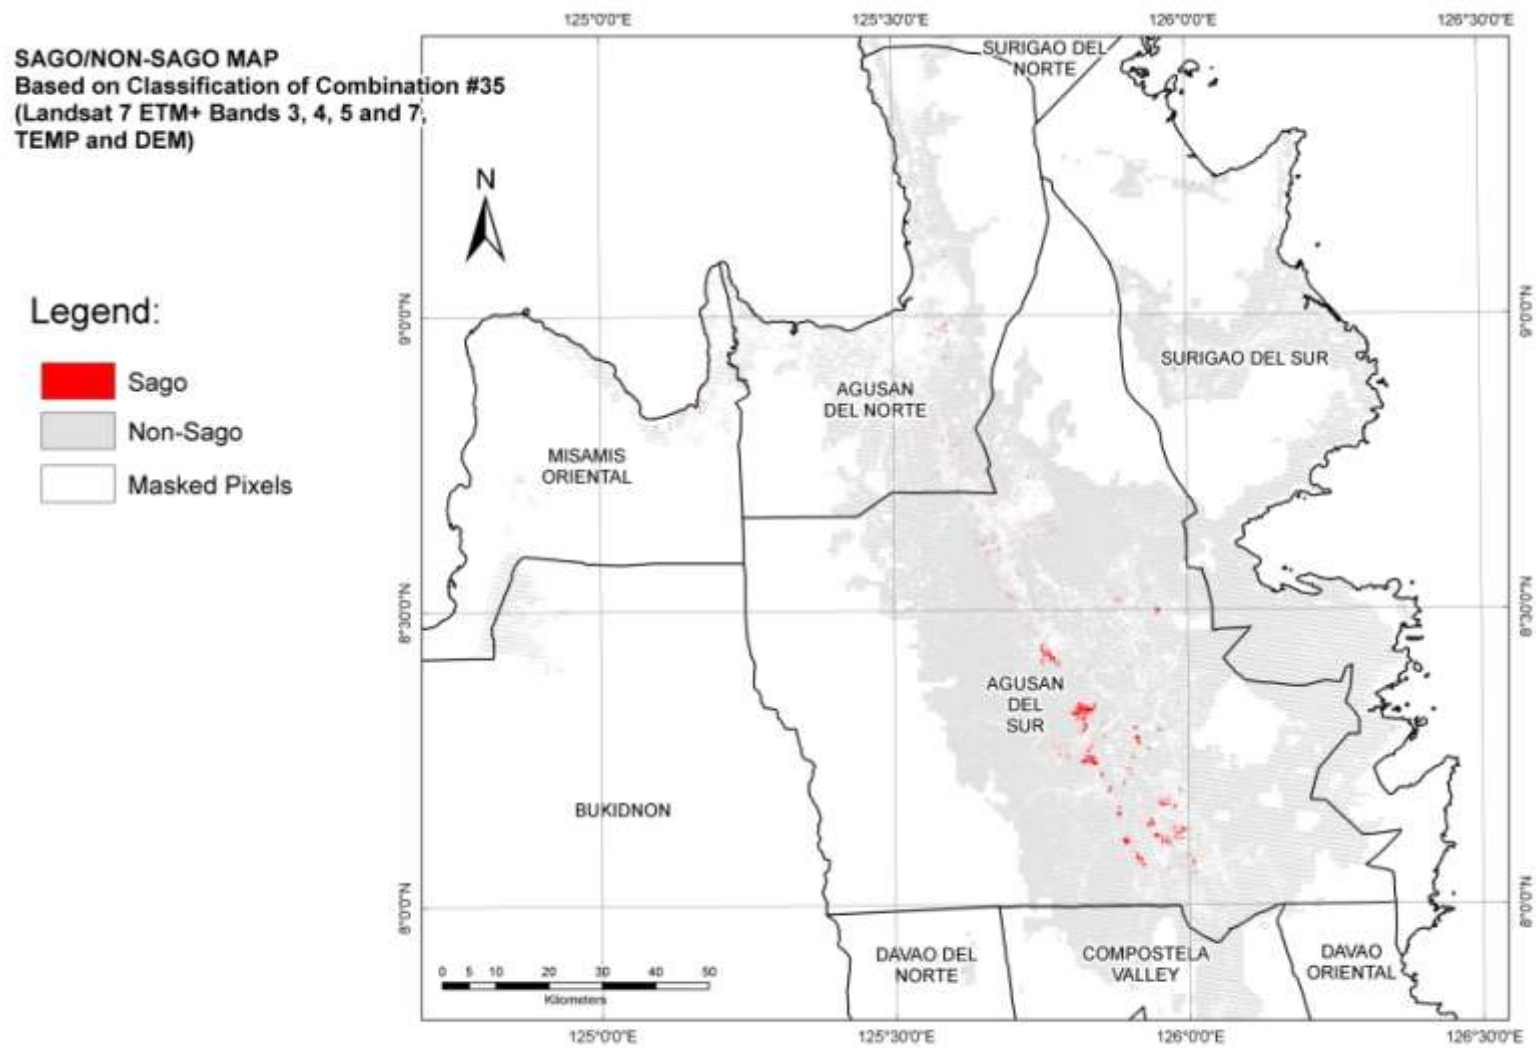 125°0'0"E
125°30'0"E
126°0'0"E
126°30'0"E
SAGO/NON-SAGO MAP
Based on Classification of Combination #35
(Landsat 7 ETM+ Bands 3, 4, 5 and 7,
TEMP and DEM)
N
Legend:
Sago
Non-Sago
Masked Pixels
SURIGAO DEL
NORTE
9°0'0"N
9°0'0"N
SURIGAO DEL SUR
AGUSAN
DEL NORTE
MISAMIS
ORIENTAL
8°30'0"N
8°30'0"N
AGUSAN
DEL
SUR
BUKIDNON
8°0'0"N
8°0'0"N
DAVAO DEL
NORTE
COMPOSTELA
VALLEY
DAVAO
ORIENTAL
0 5 10 20 30 40 50
Kilometers
125°0'0"E
125°30'0"E
126°0'0"E
126°30'0"E